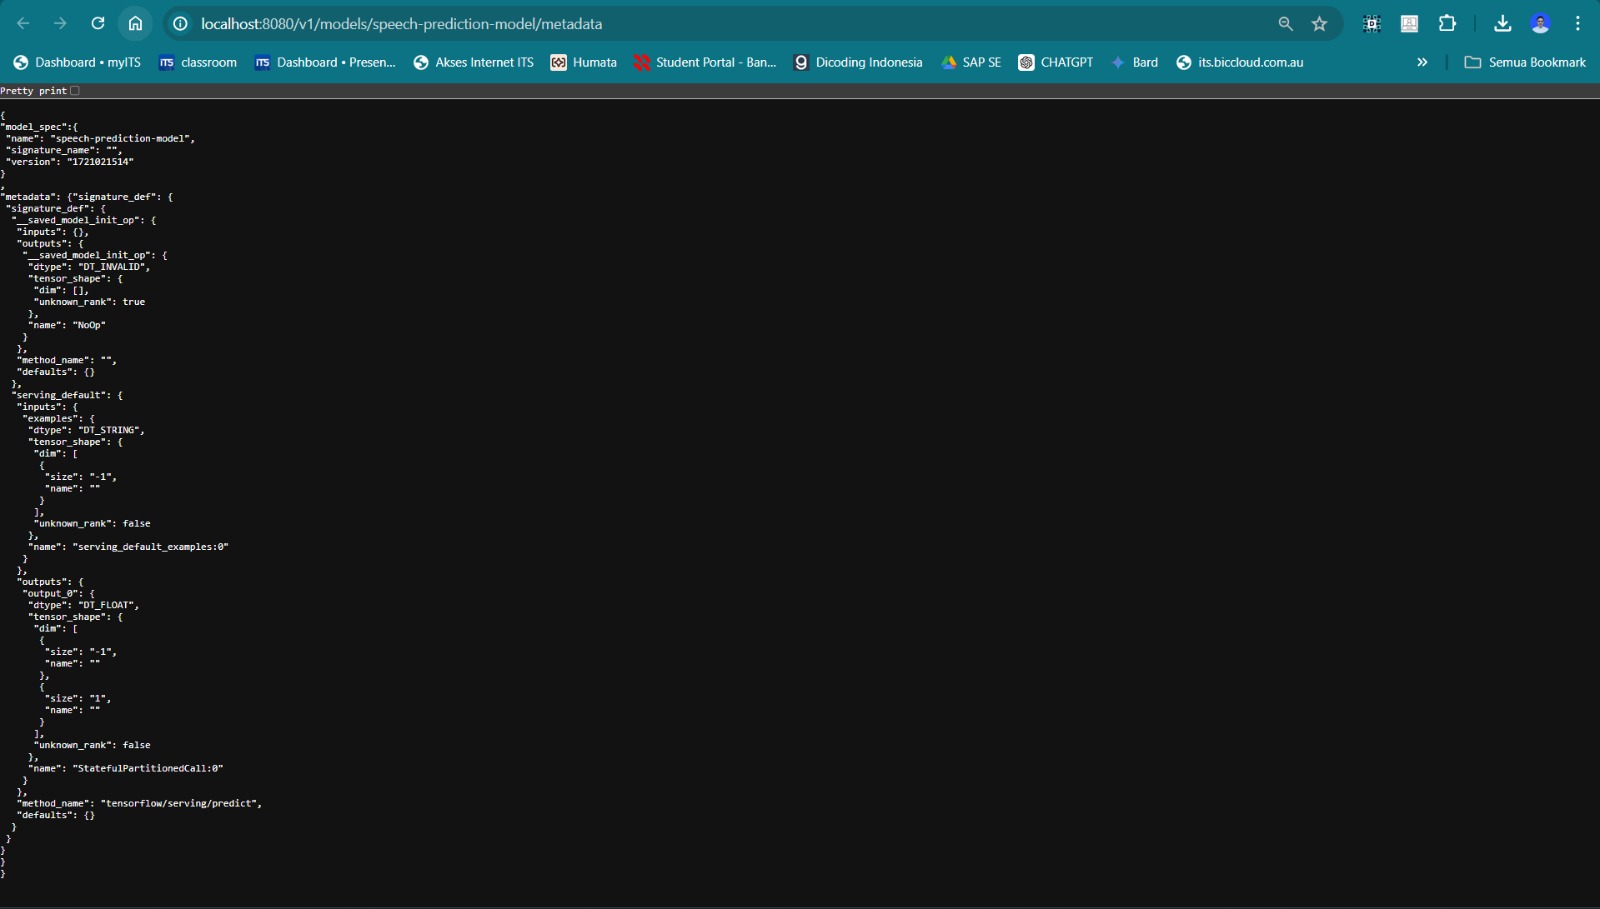 localhost:8080/v1/models/speech-prediction-model/metadata
Dashboard • myITS
ITS classroom
ITS Dashboard • Presen...
Akses Internet ITS
Humata
Student Portal - Ban...
Dicoding Indonesia
SAP SE
CHATGPT
Bard
its.biccloud.com.au
»
Semua Bookmark
Pretty print
{
"model_spec":{
 "name": "speech-prediction-model",
 "signature_name": "",
 "version": "1721021514"
}
,
"metadata": {"signature_def": {
 "signature_def": {
  "__saved_model_init_op": {
   "inputs": {},
   "outputs": {
    "__saved_model_init_op": {
     "dtype": "DT_INVALID",
     "tensor_shape": {
      "dim": [],
      "unknown_rank": true
     },
     "name": "NoOp"
    }
   },
   "method_name": "",
   "defaults": {}
  },
  "serving_default": {
   "inputs": {
    "examples": {
     "dtype": "DT_STRING",
     "tensor_shape": {
      "dim": [
       {
        "size": "-1",
        "name": ""
       }
      ],
      "unknown_rank": false
     },
     "name": "serving_default_examples:0"
    }
   },
   "outputs": {
    "output_0": {
     "dtype": "DT_FLOAT",
     "tensor_shape": {
      "dim": [
       {
        "size": "-1",
        "name": ""
       },
       {
        "size": "1",
        "name": ""
       }
      ],
      "unknown_rank": false
     },
     "name": "StatefulPartitionedCall:0"
    }
   },
   "method_name": "tensorflow/serving/predict",
   "defaults": {}
  }
 }
}
}
}